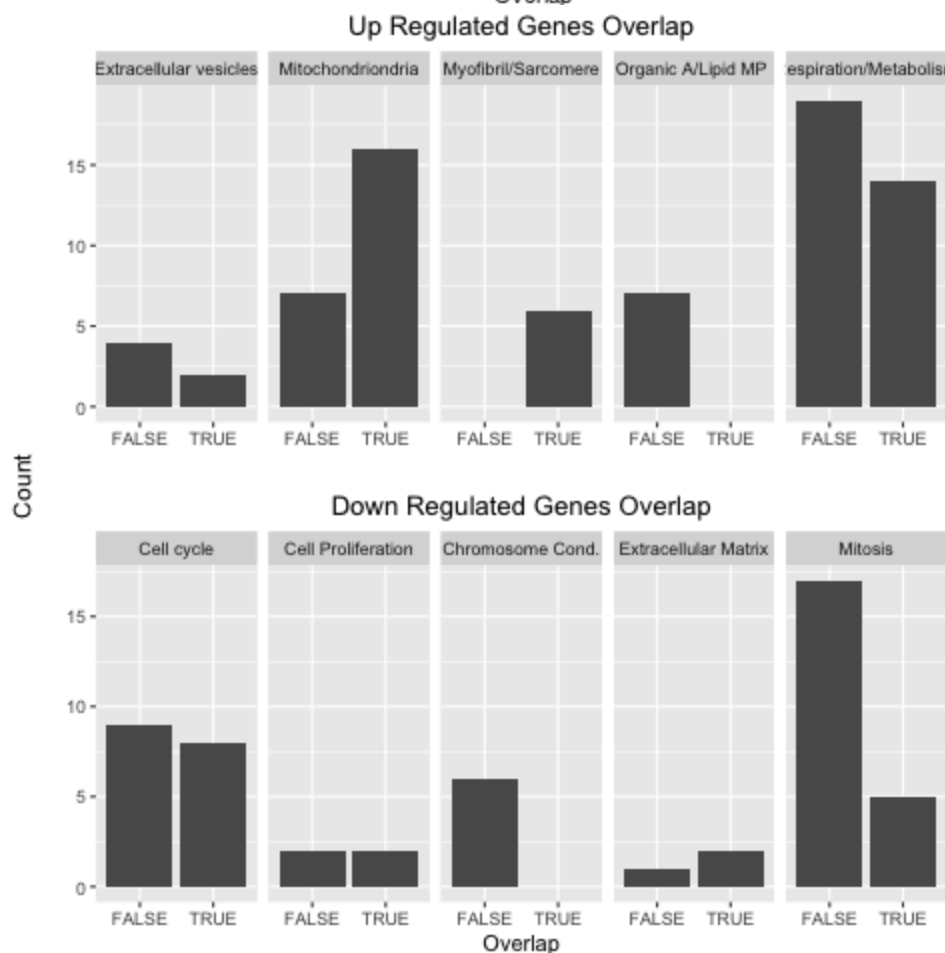 Overlap
Up Regulated Genes Overlap
Extracellular vesicles Mitochondriondria Myofibril/Sarcomere Organic A/Lipid MP espiration/Metabolis
15
10
5
0
FALSE TRUE FALSE TRUE FALSE TRUE FALSE TRUE FALSE TRUE
Count
Down Regulated Genes Overlap
Cell cycle Cell Proliferation Chromosome Cond. Extracellular Matrix Mitosis
15
10
5
0
FALSE TRUE FALSE TRUE FALSE TRUE FALSE TRUE FALSE TRUE
Overlap